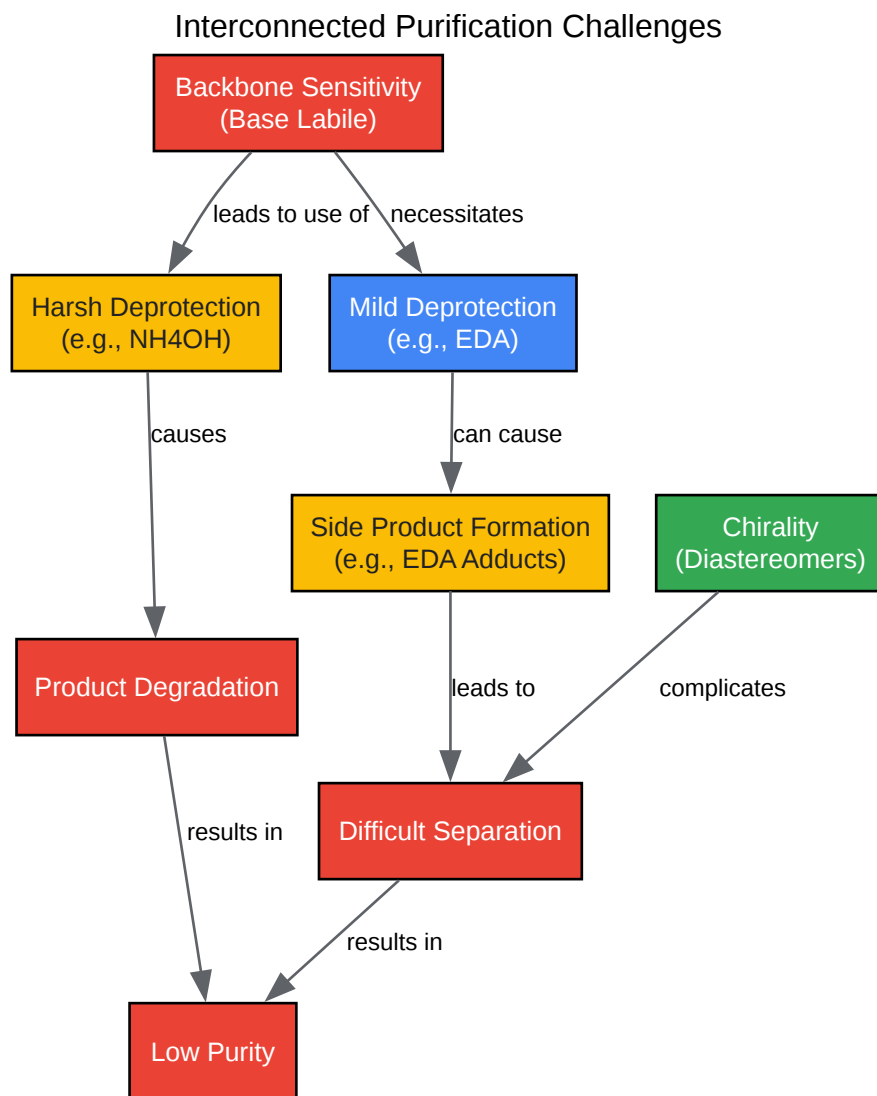 Interconnected Purification Challenges
Backbone Sensitivity
(Base Labile)
leads to use of
necessitates
Harsh Deprotection
(e.g., NH4OH)
Mild Deprotection
(e.g., EDA)
causes
can cause
Side Product Formation
(e.g., EDA Adducts)
Chirality
(Diastereomers)
Product Degradation
leads to
complicates
results in
Difficult Separation
results in
Low Purity